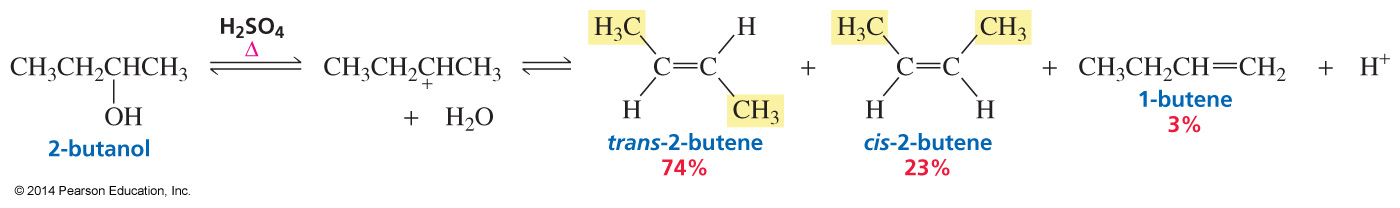 H₂SO₄
Δ
CH₃CH₂CHCH₃ ⇌ CH₃CH₂CHCH₃ ⇌ H₃C H C=C H CH₃ + H₃C CH₃ C=C H H + CH₃CH₂CH=CH₂ + H⁺
OH
+
+ H₂O
2-butanol
trans-2-butene
74%
cis-2-butene
23%
1-butene
3%
© 2014 Pearson Education, Inc.